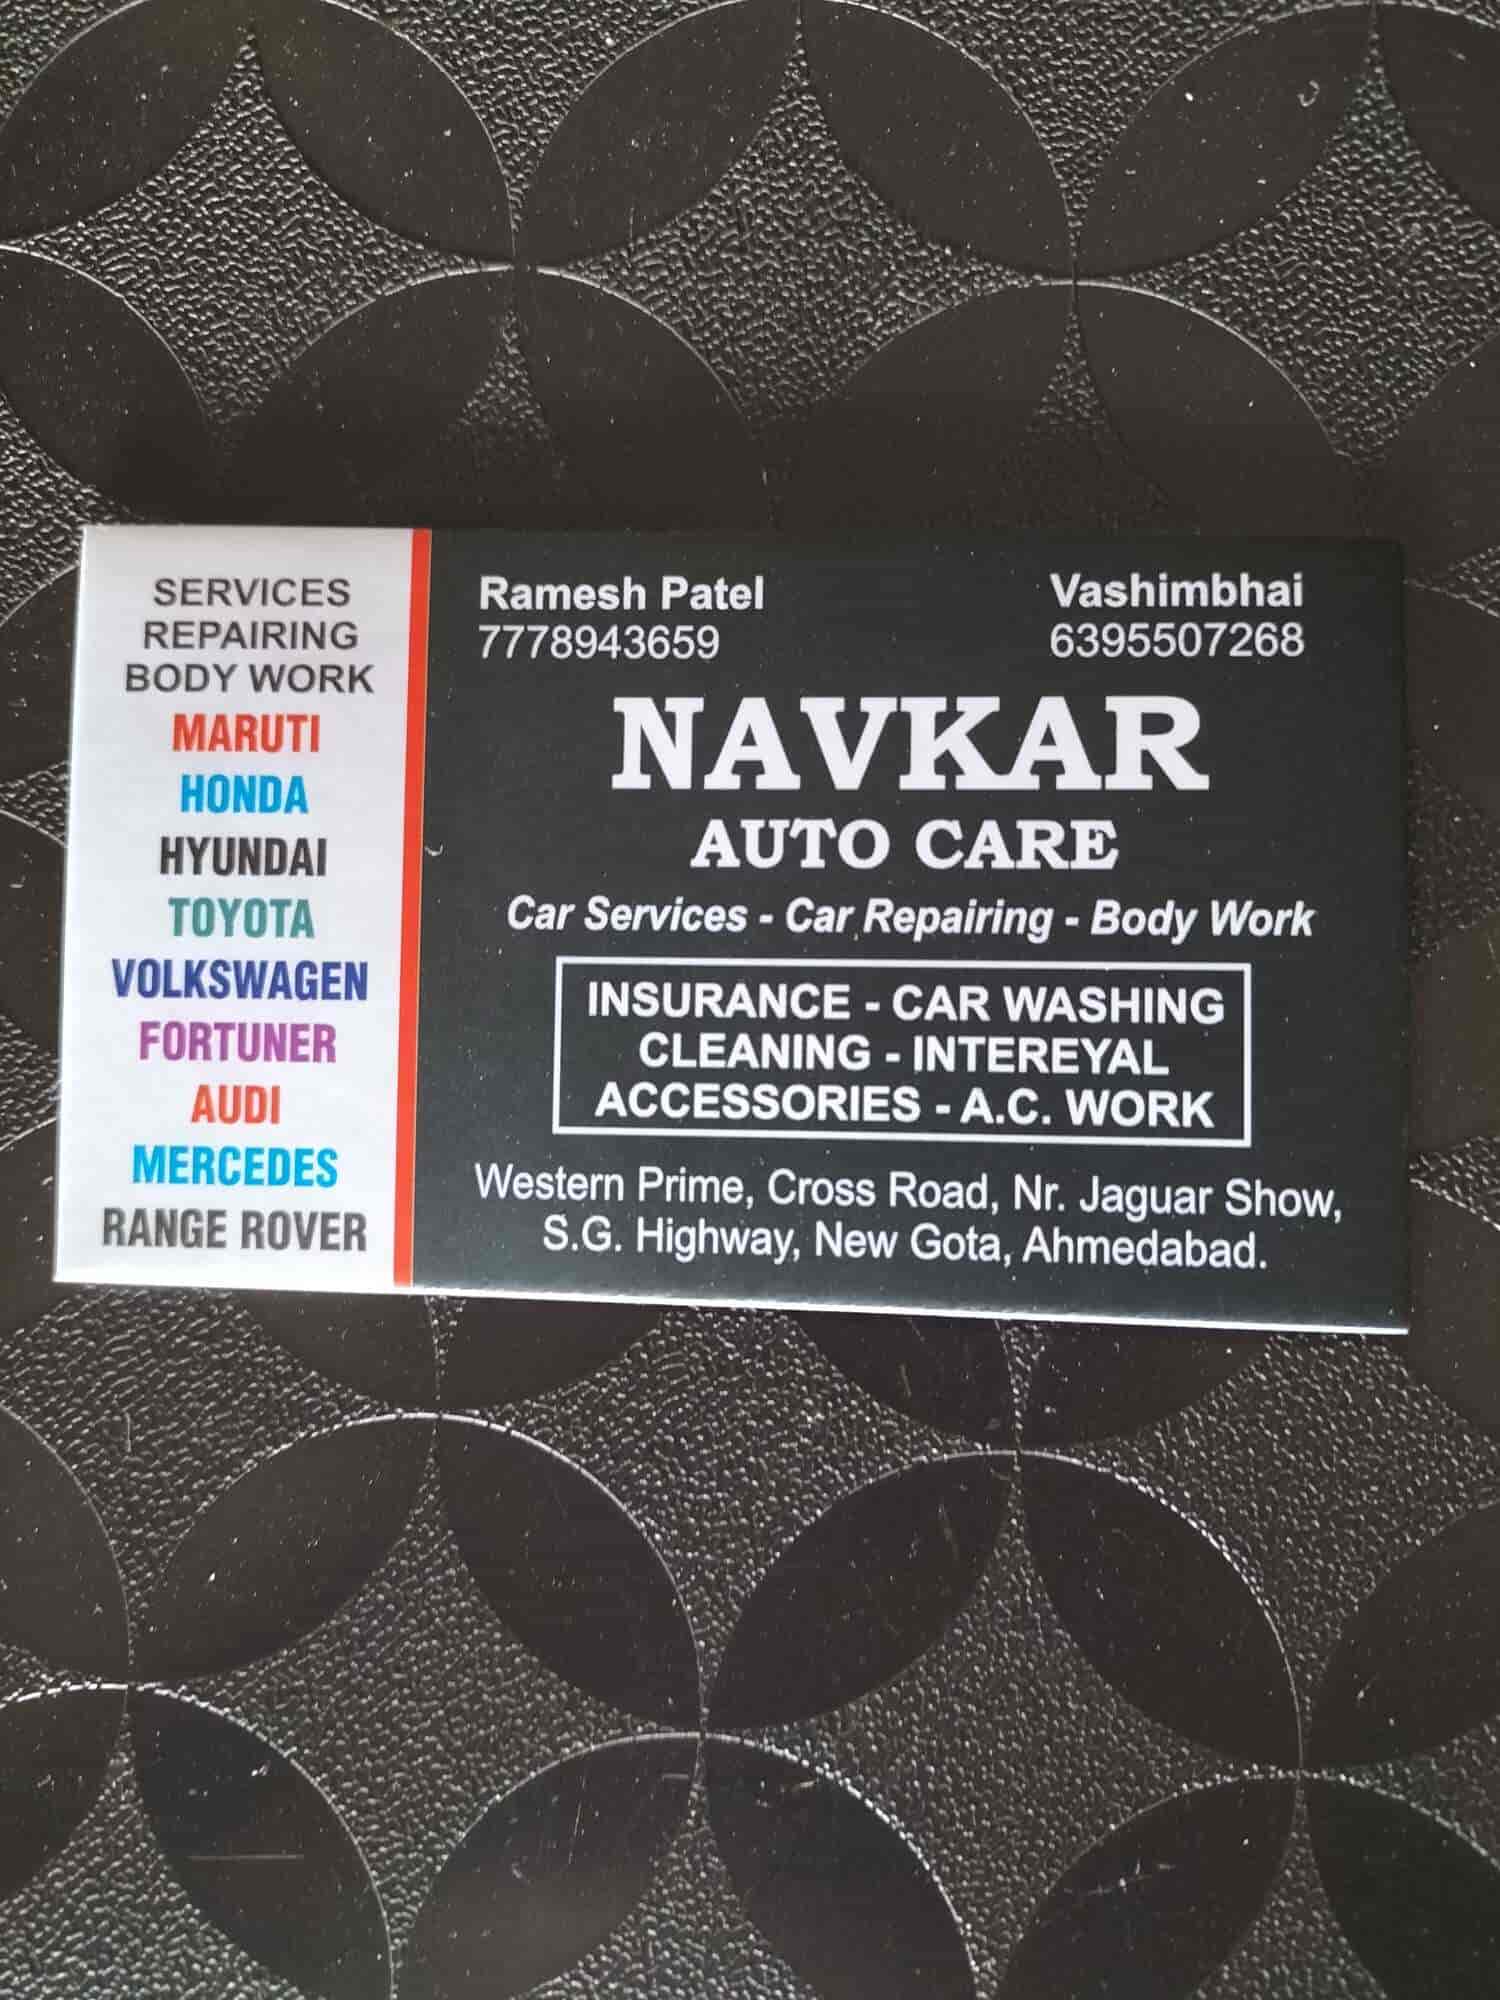 SERVICES
REPAIRING
BODY WORK
MARUTI
HONDA
HYUNDAI
TOYOTA
VOLKSWAGEN
FORTUNER
AUDI
MERCEDES
RANGE ROVER
Ramesh Patel
7778943659
Vashimbhai
6395507268
NAVKAR
AUTO CARE
Car Services - Car Repairing - Body Work
INSURANCE - CAR WASHING
CLEANING - INTEREYAL
ACCESSORIES - A.C. WORK
Western Prime, Cross Road, Nr. Jaguar Show,
S.G. Highway, New Gota, Ahmedabad.